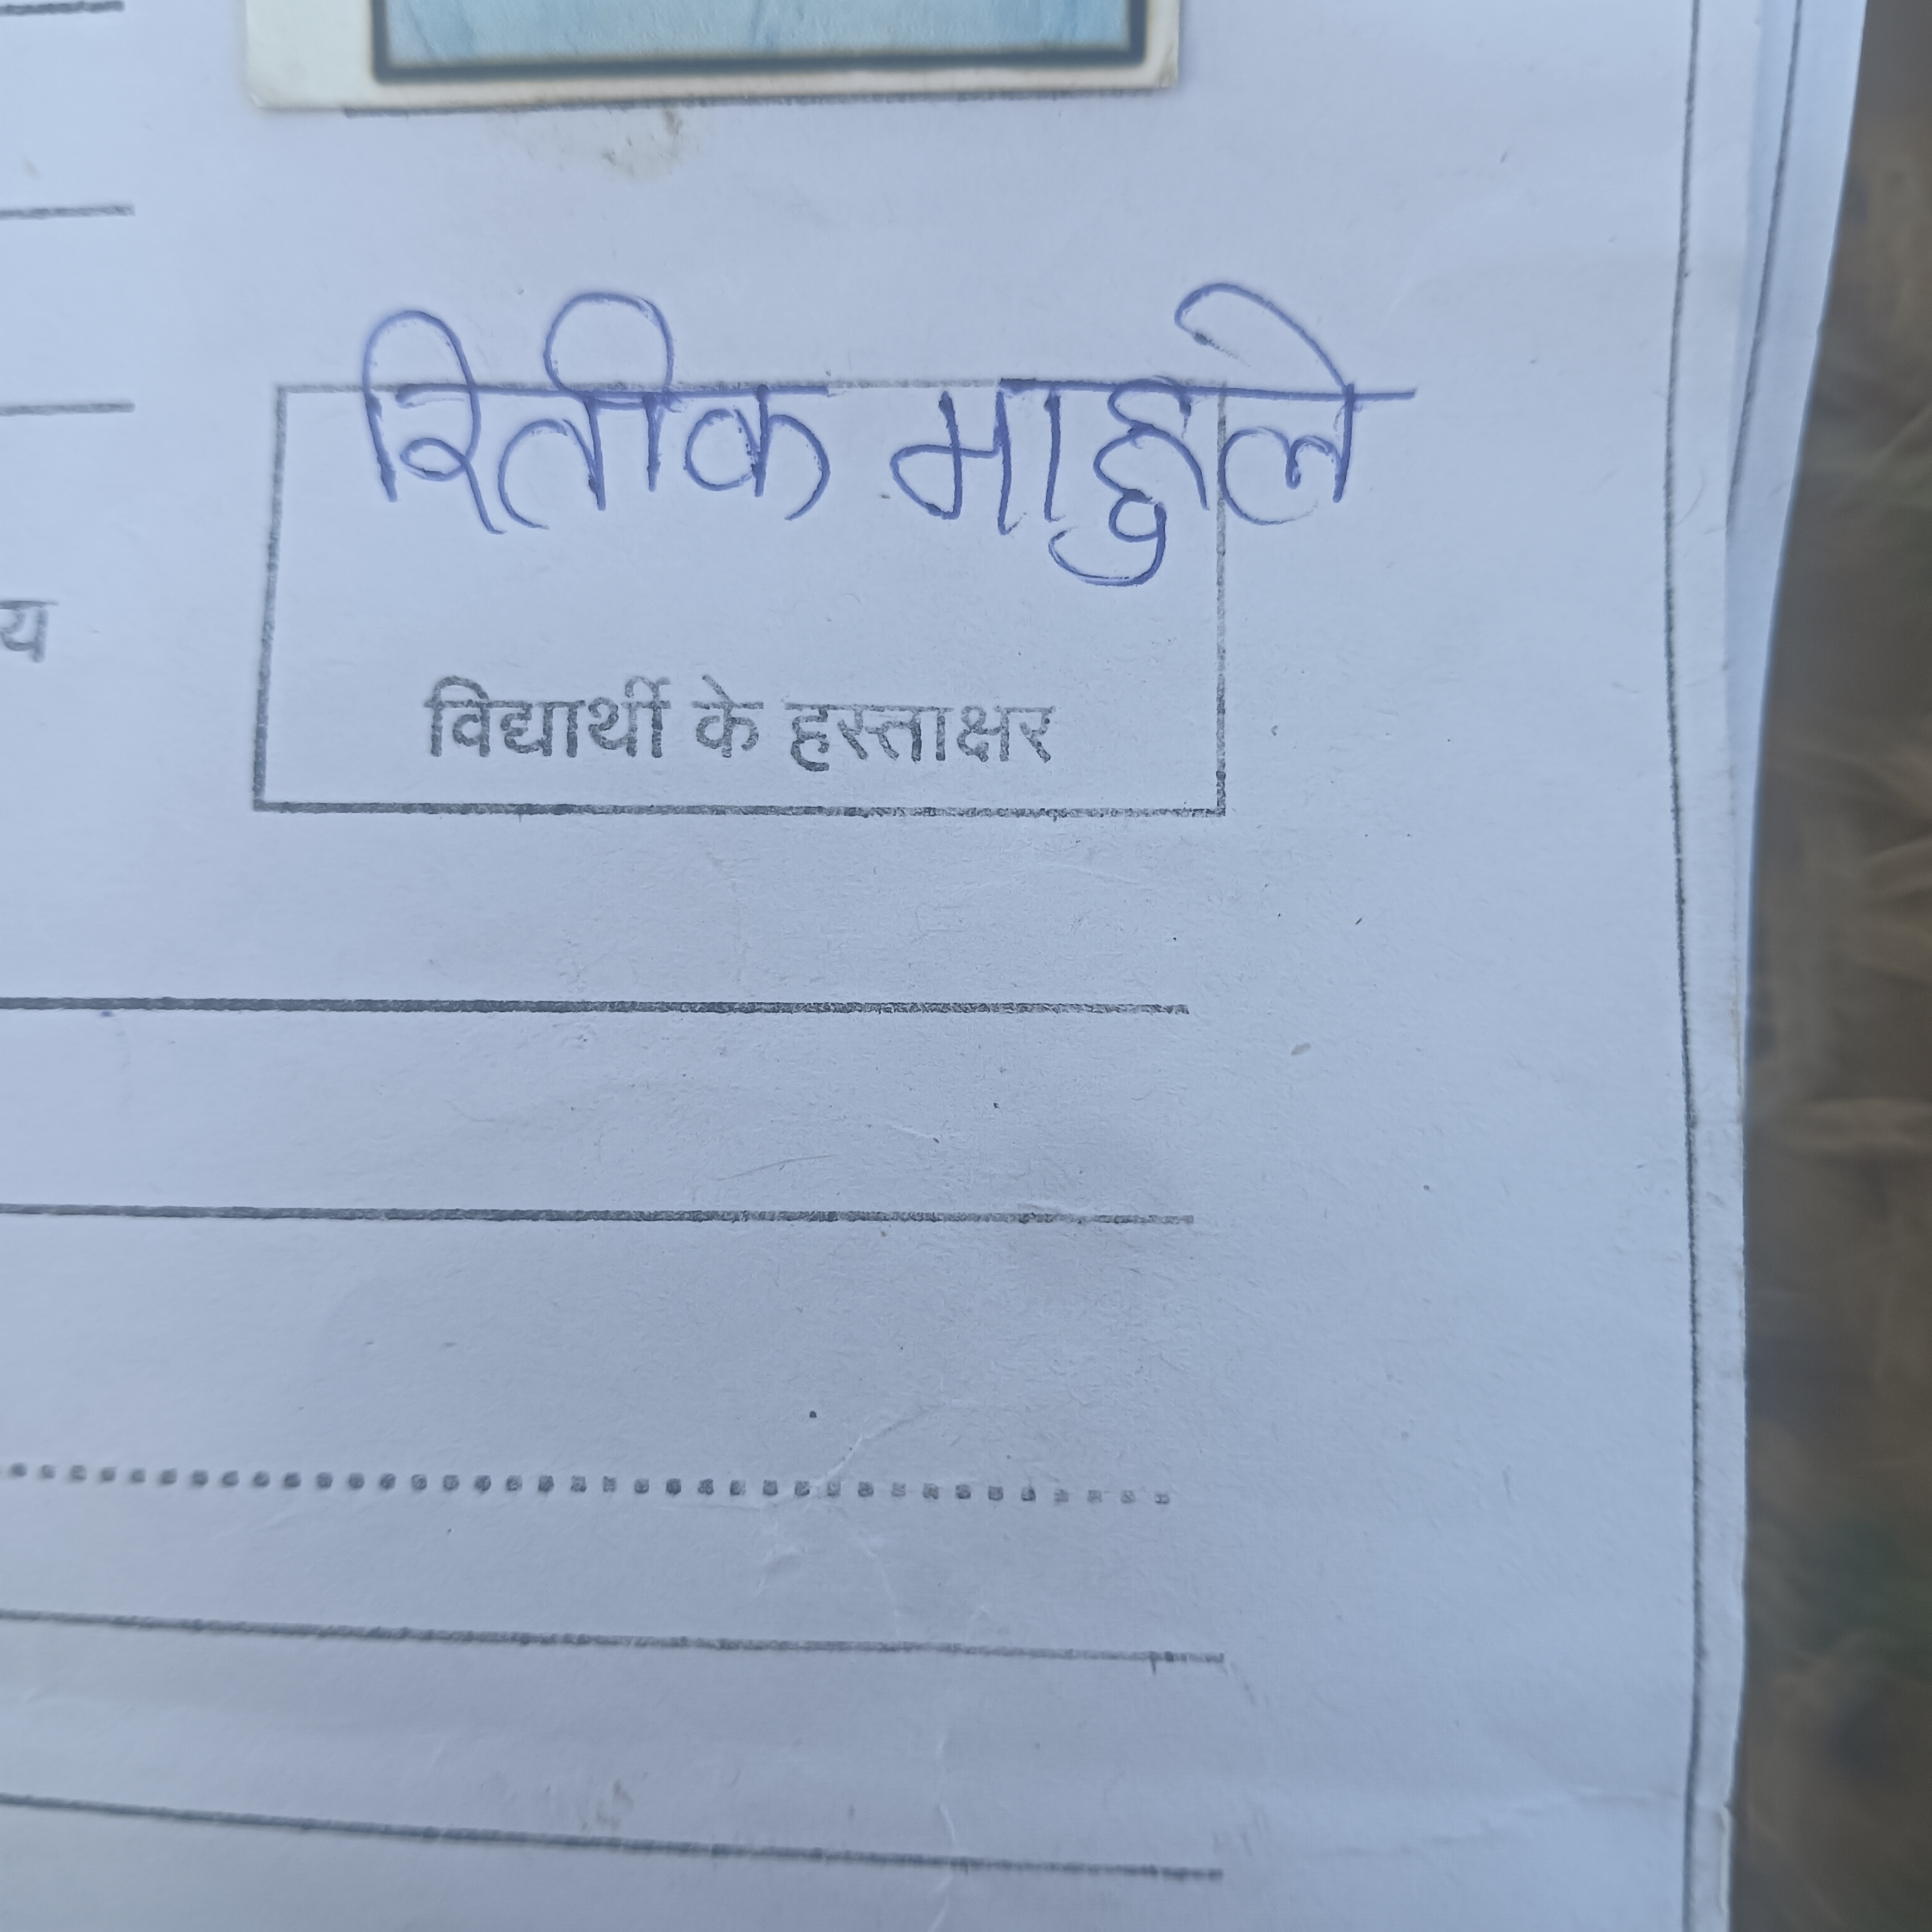 रितीक माहुले
य
विद्यार्थी के हस्ताक्षर